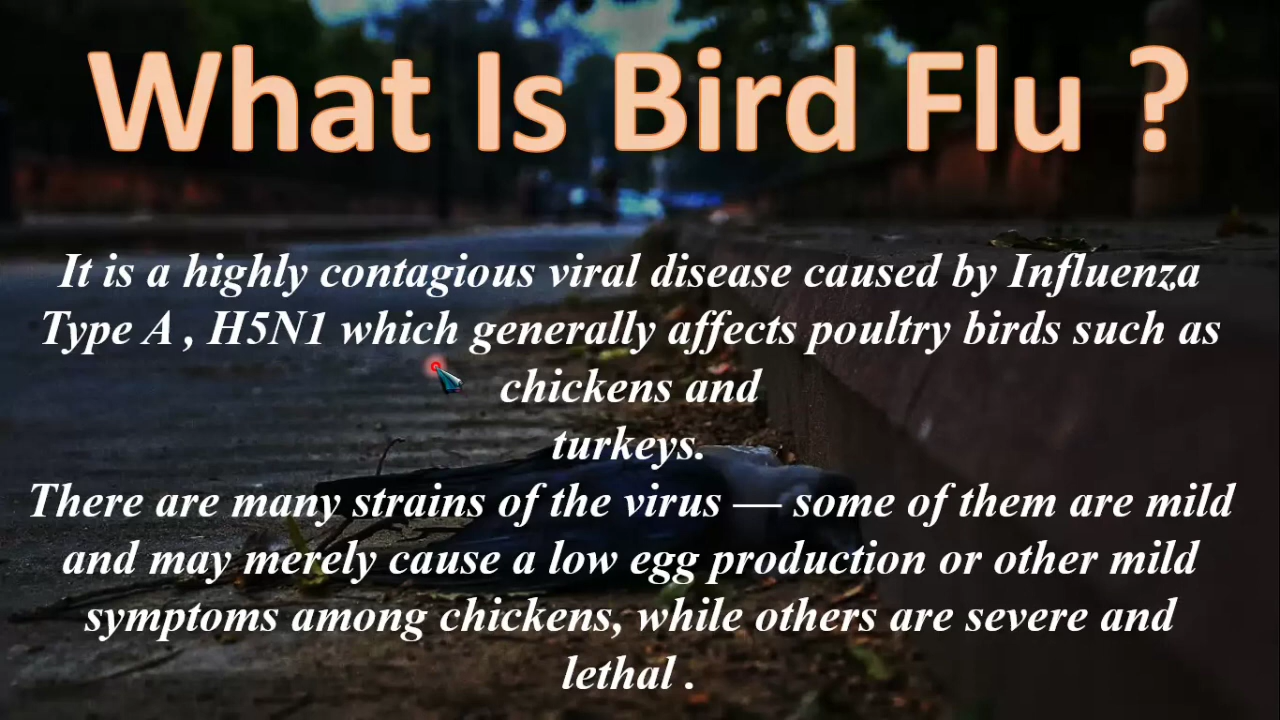 What Is Bird Flu ?
It is a highly contagious viral disease caused by Influenza
Type A , H5N1 which generally affects poultry birds such as
chickens and
turkeys.
There are many strains of the virus — some of them are mild
and may merely cause a low egg production or other mild
symptoms among chickens, while others are severe and
lethal .